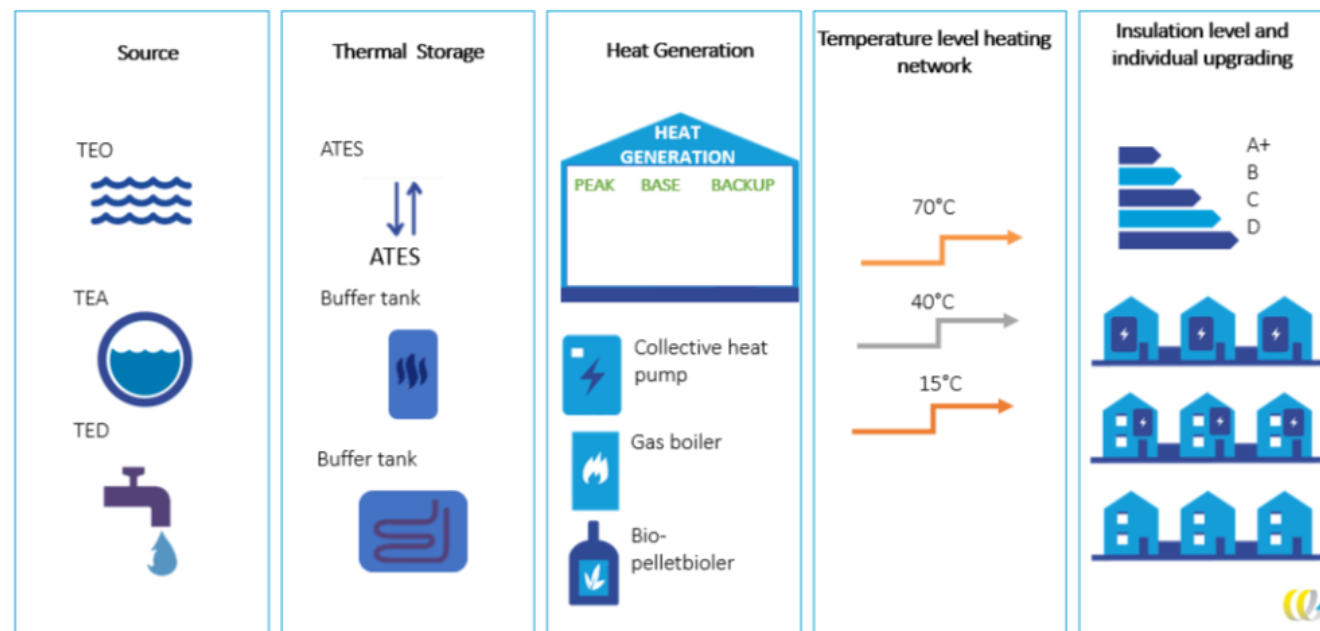 Source
TEO
TEA
TED
Thermal Storage
ATES
ATES
Buffer tank
Buffer tank
Heat Generation
HEAT
GENERATION
PEAK BASE BACKUP
Collective heat
pump
Gas boiler
Bio-
pelletbioler
Temperature level heating
network
70°C
40°C
15°C
Insulation level and
individual upgrading
A+
B
C
D